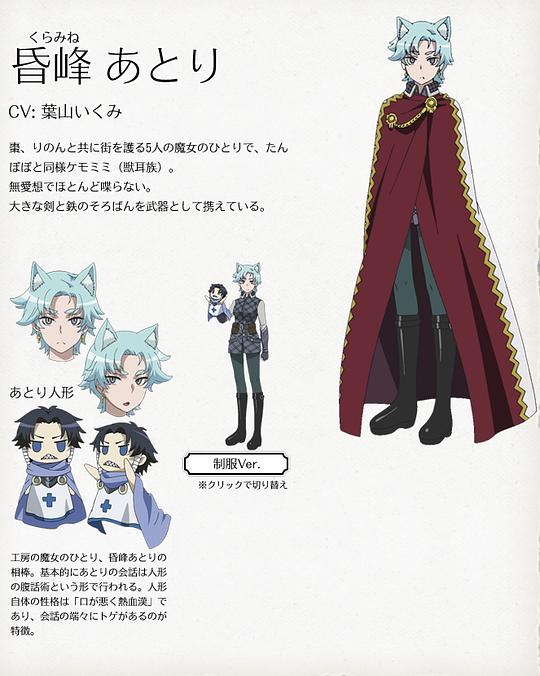 くらみね
昏峰 あとり
CV: 葉山いくみ
棗、りのんと共に街を護る5人の魔女のひとりで、たん
ぽぽと同様ケモミミ（獣耳族）。
無愛想でほとんど喋らない。
大きな剣と鉄のそろばんを武器として携えている。
あとり人形
制服Ver.
※クリックで切り替え
工房の魔女のひとり、昏峰あとりの
相棒。基本的にあとりの会話は人形
の腹話術という形で行われる。人形
自体の性格は「口が悪く熱血漢」で
あり、会話の端々にトゲがあるのが
特徴。